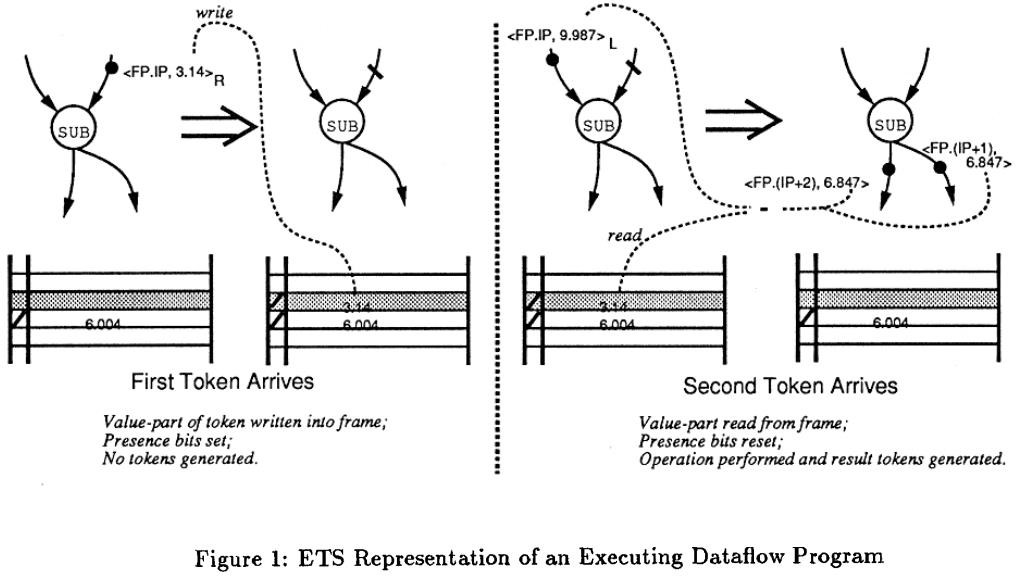 write
<FP.IP, 3.14>R
SUB
SUB
6.004
3.14
6.004
First Token Arrives
Value-part of token written into frame;
Presence bits set;
No tokens generated.
<FP.IP, 9.987>L
SUB
SUB
<FP.(IP+1),
6.847>
<FP.(IP+2), 6.847>
read
3.14
6.004
6.004
Second Token Arrives
Value-part read from frame;
Presence bits reset;
Operation performed and result tokens generated.
Figure 1: ETS Representation of an Executing Dataflow Program